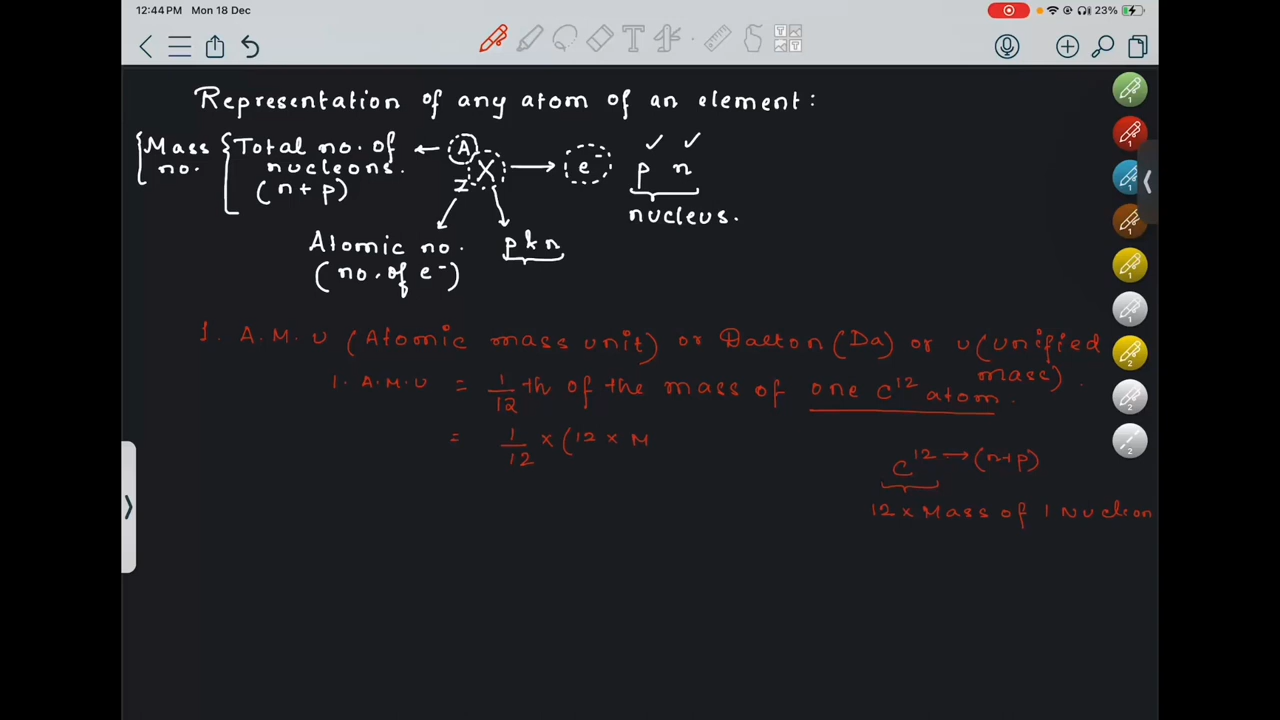 12:44 PM Mon 18 Dec
23%
Representation of any atom of an element:
{Mass no. {Total no. of nucleons. (n + p) ← A
Z X → e⁻ p n
nucleus.
Atomic no. (no. of e⁻)
p & n
1. A.M.U (Atomic mass unit) or Dalton (Da) or u (unified mass).
1. A.M.U = 1/12 th of the mass of one C¹² atom.
= 1/12 × (12 × M
C¹² → (n+p)
12 × Mass of 1 Nucleon